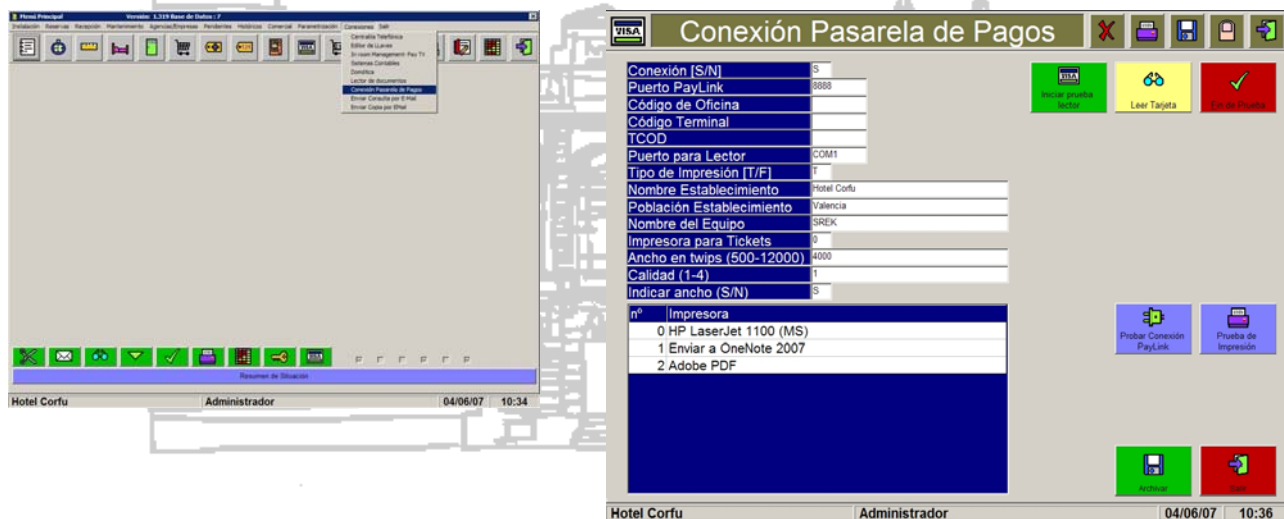 Menú Principal Versión: 1.319 Base de Datos : 7
Instalación Reservas Recepción Mantenimiento Agencias/Empresas Pendientes Históricos Comercial Parametrización Conexiones Salir
Centralita Telefónica
Editor de LLaves
In room Management- Pay TV
Sistemas Contables
Domótica
Lector de documentos
Conexión Pasarela de Pagos
Enviar Consulta por E Mail
Enviar Copia por EMail
Resumen de Situación
Hotel Corfu Administrador 04/06/07 10:34
VISA Conexión Pasarela de Pagos
Conexión [S/N] S
Puerto PayLink 8888
Código de Oficina
Código Terminal
TCOD
Puerto para Lector COM1
Tipo de Impresión [T/F] T
Nombre Establecimiento Hotel Corfu
Población Establecimiento Valencia
Nombre del Equipo SREK
Impresora para Tickets 0
Ancho en twips (500-12000) 4000
Calidad (1-4) 1
Indicar ancho (S/N) S
nº Impresora
0 HP LaserJet 1100 (MS)
1 Enviar a OneNote 2007
2 Adobe PDF
VISA
Iniciar prueba
lector
Leer Tarjeta
Fin de Prueba
Probar Conexión
PayLink
Prueba de
Impresión
Archivar
Salir
Hotel Corfu Administrador 04/06/07 10:36